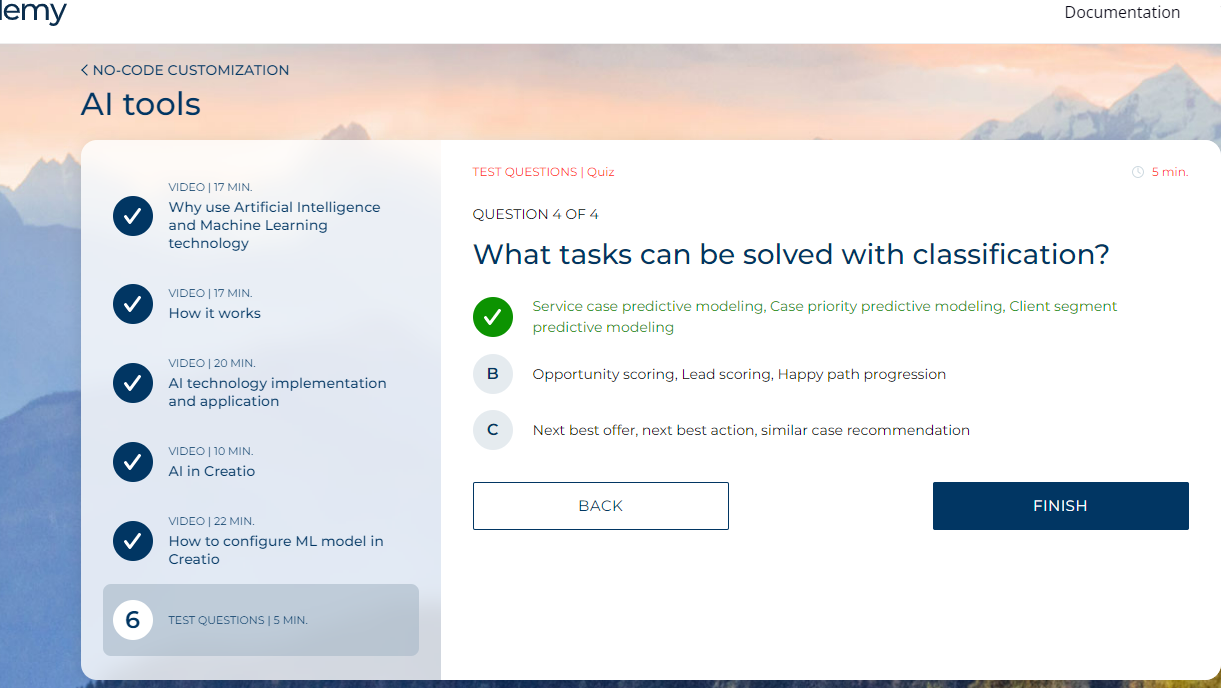 Documentation
NO-CODE CUSTOMIZATION
AI tools
VIDEO | 17 MIN.
Why use Artificial Intelligence
and Machine Learning
technology
VIDEO | 17 MIN.
How it works
VIDEO | 20 MIN.
AI technology implementation
and application
VIDEO | 10 MIN.
AI in Creatio
VIDEO | 22 MIN.
How to configure ML model in
Creatio
6
TEST QUESTIONS | 5 MIN.
TEST QUESTIONS | Quiz
5 min.
QUESTION 4 OF 4
What tasks can be solved with classification?
Service case predictive modeling, Case priority predictive modeling, Client segment
predictive modeling
B Opportunity scoring, Lead scoring, Happy path progression
C Next best offer, next best action, similar case recommendation
BACK
FINISH